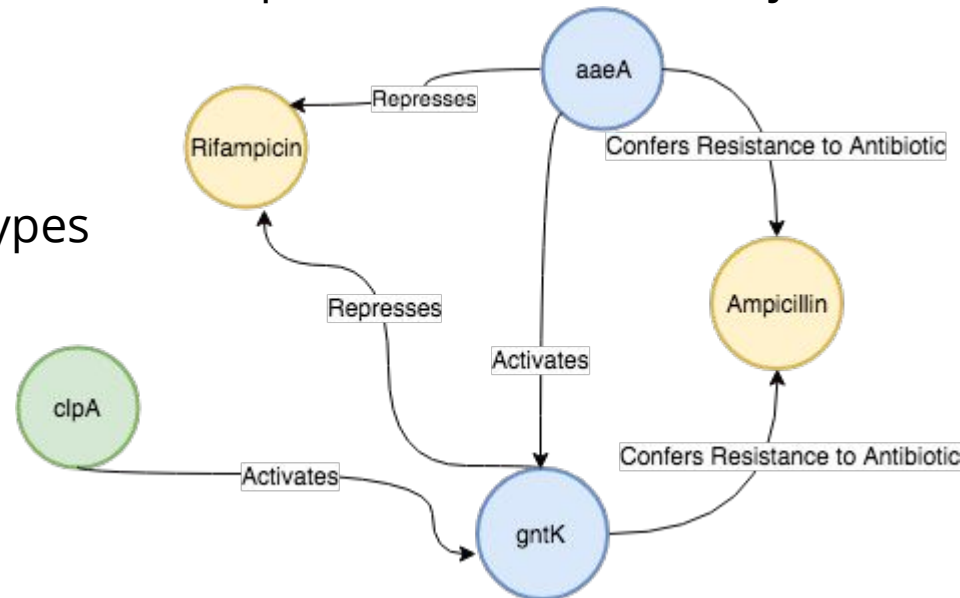 aaeA
Represses
Rifampicin
Confers Resistance to Antibiotic
ypes
Represses
Ampicillin
Activates
clpA
Confers Resistance to Antibiotic
Activates
gntK